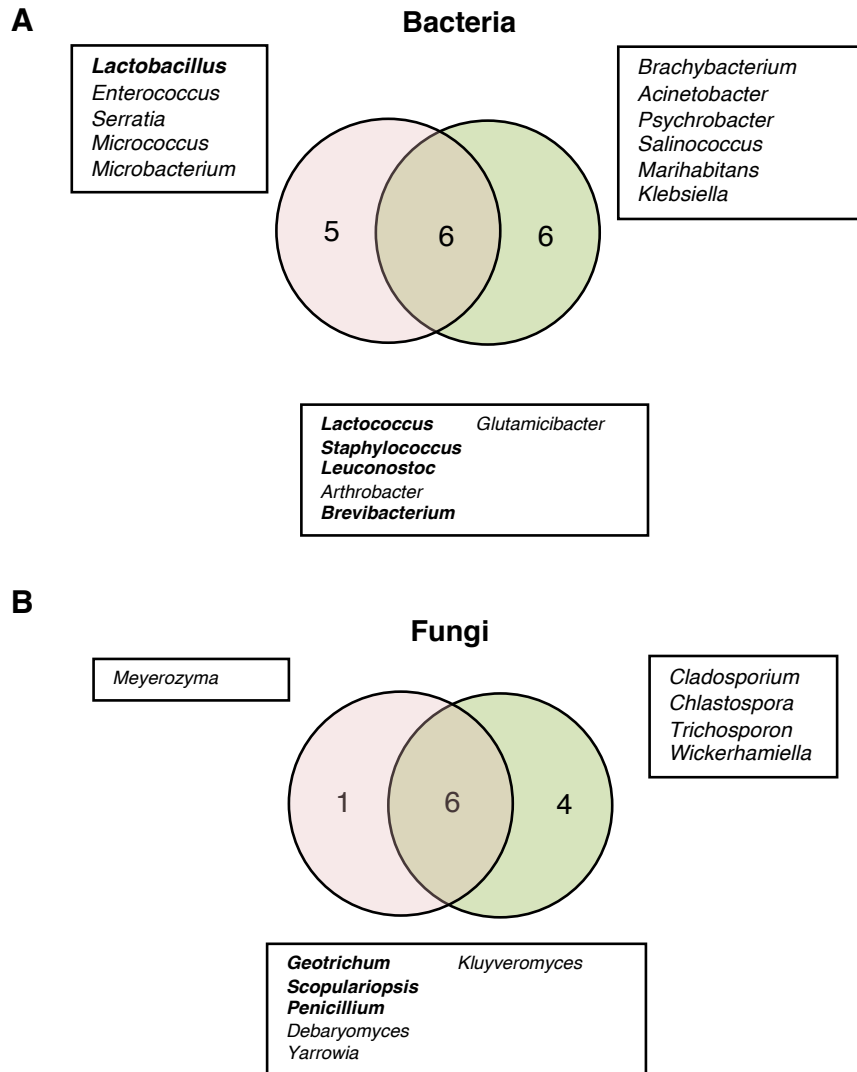 A
Bacteria
Lactobacillus
Enterococcus
Serratia
Micrococcus
Microbacterium
Brachybacterium
Acinetobacter
Psychrobacter
Salinococcus
Marihabitans
Klebsiella
5
6
6
Lactococcus Glutamicibacter
Staphylococcus
Leuconostoc
Arthrobacter
Brevibacterium
B
Fungi
Meyerozyma
Cladosporium
Chlastospora
Trichosporon
Wickerhamiella
1
6
4
Geotrichum Kluyveromyces
Scopulariopsis
Penicillium
Debaryomyces
Yarrowia